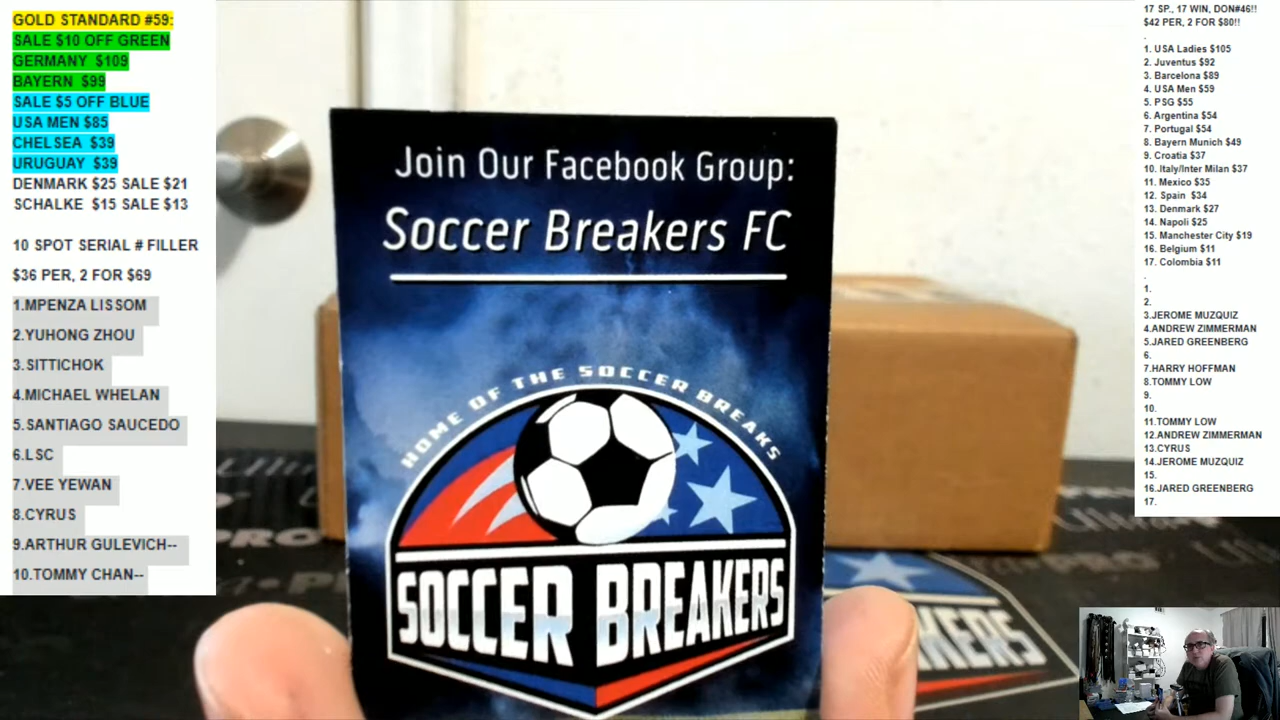 GOLD STANDARD #59:
SALE $10 OFF GREEN
GERMANY $109
BAYERN $99
SALE $5 OFF BLUE
USA MEN $85
CHELSEA $39
URUGUAY $39
DENMARK $25 SALE $21
SCHALKE $15 SALE $13
10 SPOT SERIAL # FILLER
$36 PER, 2 FOR $69
1.MPENZA LISSOM
2.YUHONG ZHOU
3.SITTICHOK
4.MICHAEL WHELAN
5.SANTIAGO SAUCEDO
6.LSC
7.VEE YEWAN
8.CYRUS
9.ARTHUR GULEVICH--
10.TOMMY CHAN--
Join Our Facebook Group:
Soccer Breakers FC
HOME OF THE SOCCER BREAKS
SOCCER BREAKERS
17 SP., 17 WIN, DON#46!!
$42 PER, 2 FOR $80!!
.
1. USA Ladies $105
2. Juventus $92
3. Barcelona $89
4. USA Men $59
5. PSG $55
6. Argentina $54
7. Portugal $54
8. Bayern Munich $49
9. Croatia $37
10. Italy/Inter Milan $37
11. Mexico $35
12. Spain $34
13. Denmark $27
14. Napoli $25
15. Manchester City $19
16. Belgium $11
17. Colombia $11
.
1.
2.
3.JEROME MUZQUIZ
4.ANDREW ZIMMERMAN
5.JARED GREENBERG
6.
7.HARRY HOFFMAN
8.TOMMY LOW
9.
10.
11.TOMMY LOW
12.ANDREW ZIMMERMAN
13.CYRUS
14.JEROME MUZQUIZ
15.
16.JARED GREENBERG
17.